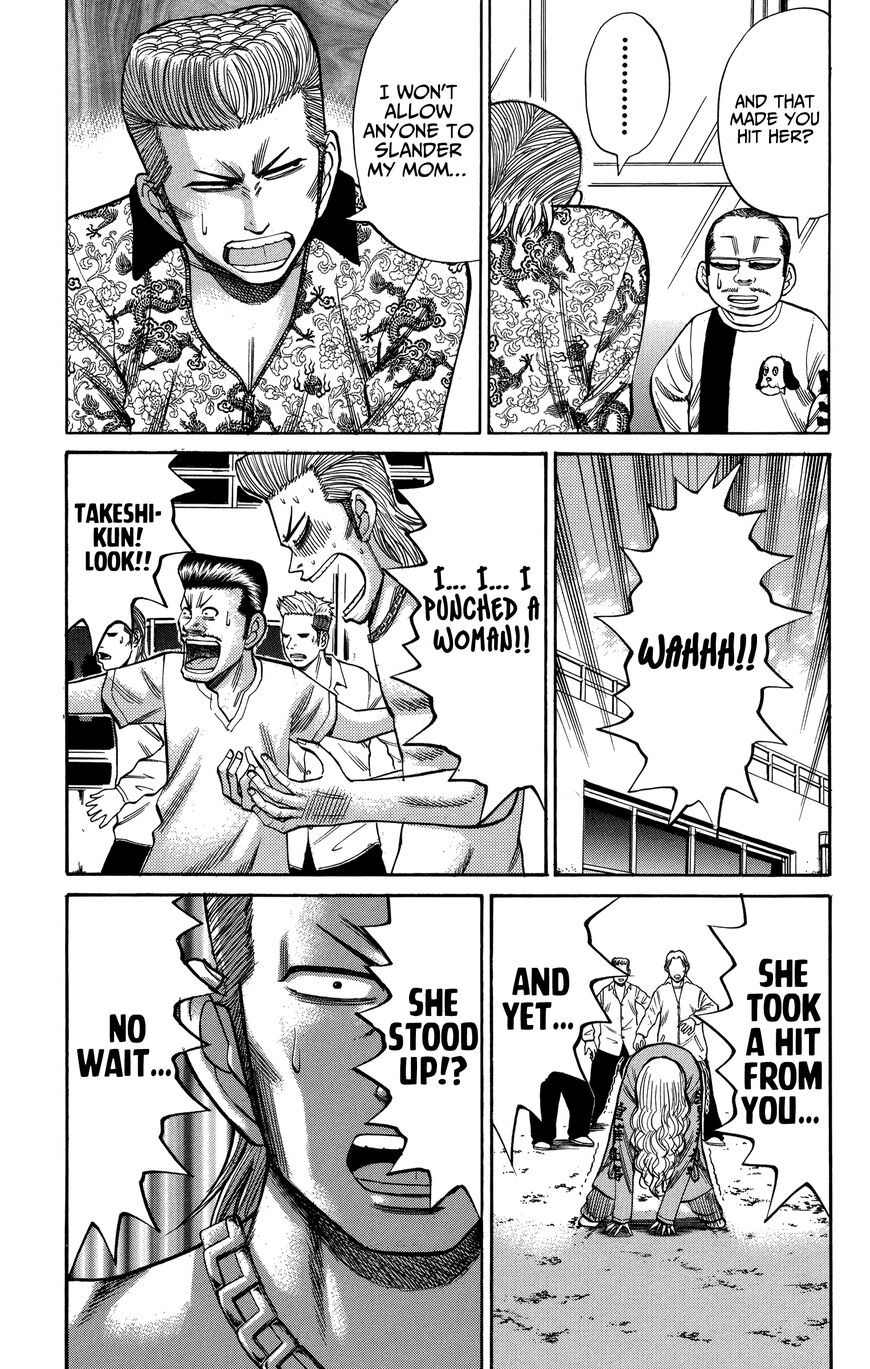 AND THAT
MADE YOU
HIT HER?
.........
I WON'T
ALLOW
ANYONE TO
SLANDER
MY MOM...
WAHHH!!
I... I... I
PUNCHED A
WOMAN!!
TAKESHI-
KUN!
LOOK!!
SHE
TOOK
A HIT
FROM
YOU...
AND
YET...
SHE
STOOD
UP!?
NO
WAIT...